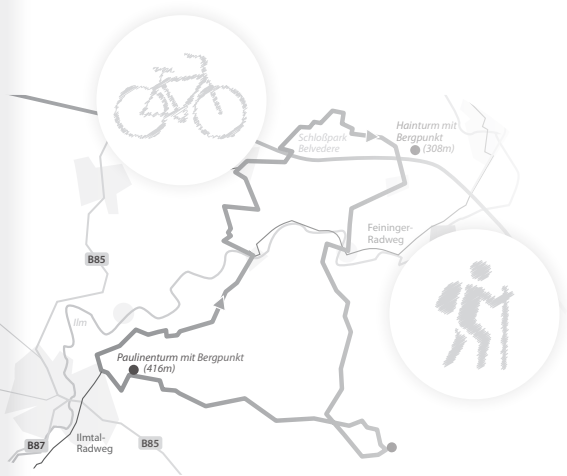 Schloßpark
Belvedere
Hainturm mit
Bergpunkt
(308m)
Feininger-
Radweg
B85
Ilm
Paulinenturm mit Bergpunkt
(416m)
Ilmtal-
Radweg
B87
B85